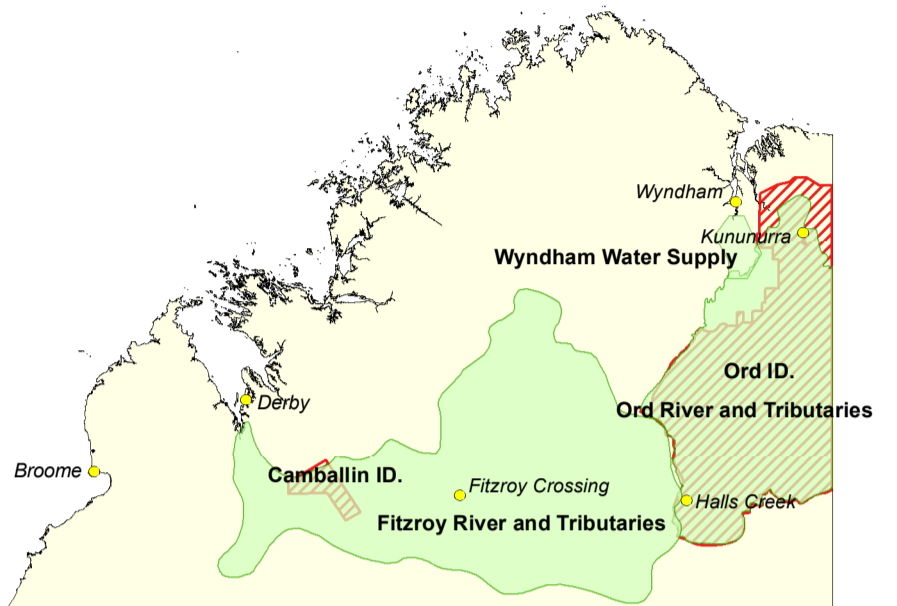 Wyndham
Kununurra
Wyndham Water Supply
Ord ID.
Derby
Ord River and Tributaries
Broome
Camballin ID.
Fitzroy Crossing
Halls Creek
Fitzroy River and Tributaries